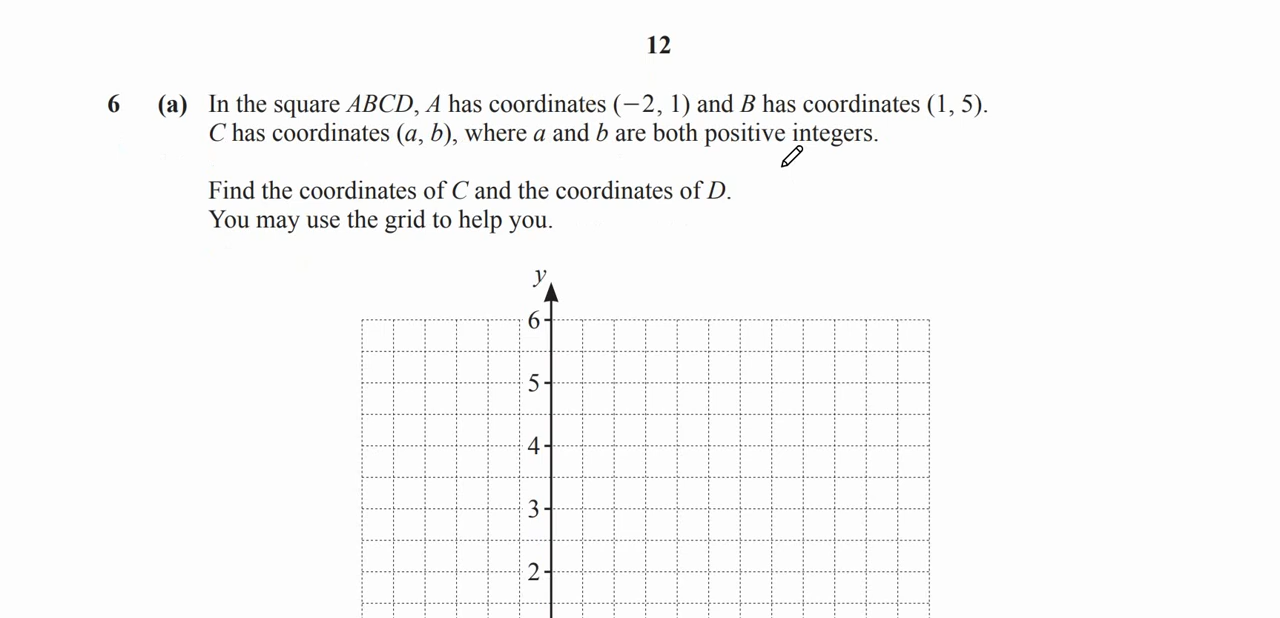 12
6 (a) In the square ABCD, A has coordinates (−2, 1) and B has coordinates (1, 5).
C has coordinates (a, b), where a and b are both positive integers.
Find the coordinates of C and the coordinates of D.
You may use the grid to help you.
y
6
5
4
3
2